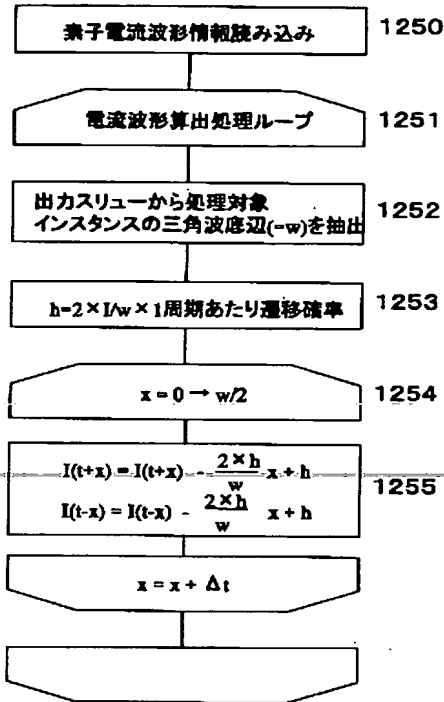 素子電流波形情報読み込み 1250
電流波形算出処理ループ 1251
出力スリューから処理対象
インスタンスの三角波底辺(=w)を抽出 1252
h=2×I/w×1周期あたり遷移確率 1253
x = 0 → w/2 1254
I(t+x) = I(t+x) - 2×h/w x + h
I(t-x) = I(t-x) - 2×h/w x + h 1255
x = x + Δt